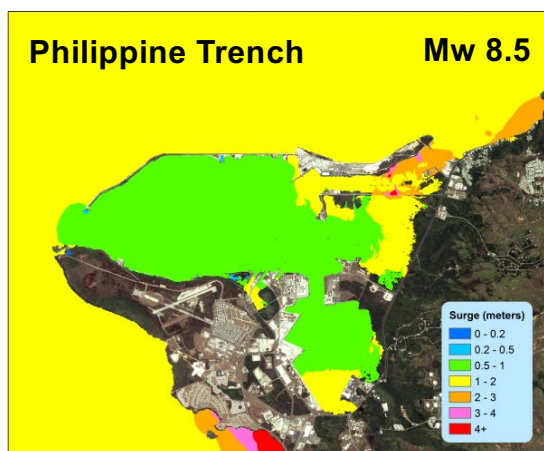 Philippine Trench
Mw 8.5
Surge (meters)
0 - 0.2
0.2 - 0.5
0.5 - 1
1 - 2
2 - 3
3 - 4
4+